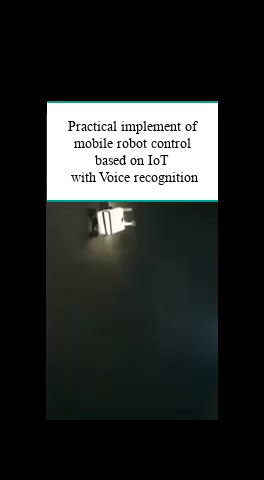 Practical implement of
mobile robot control
based on IoT
with Voice recognition